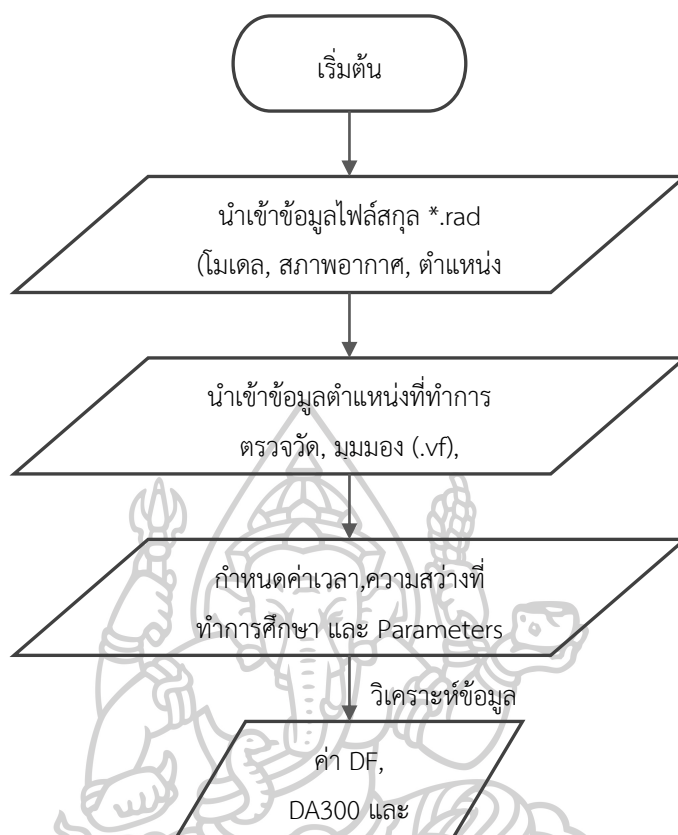 เริ่มต้น
นำเข้าข้อมูลไฟล์สกุล *.rad
(โมเดล, สภาพอากาศ, ตำแหน่ง
นำเข้าข้อมูลตำแหน่งที่ทำการ
ตรวจวัด, มุมมอง (.vf),
กำหนดค่าเวลา,ความสว่างที่
ทำการศึกษา และ Parameters
วิเคราะห์ข้อมูล
ค่า DF,
DA300 และ